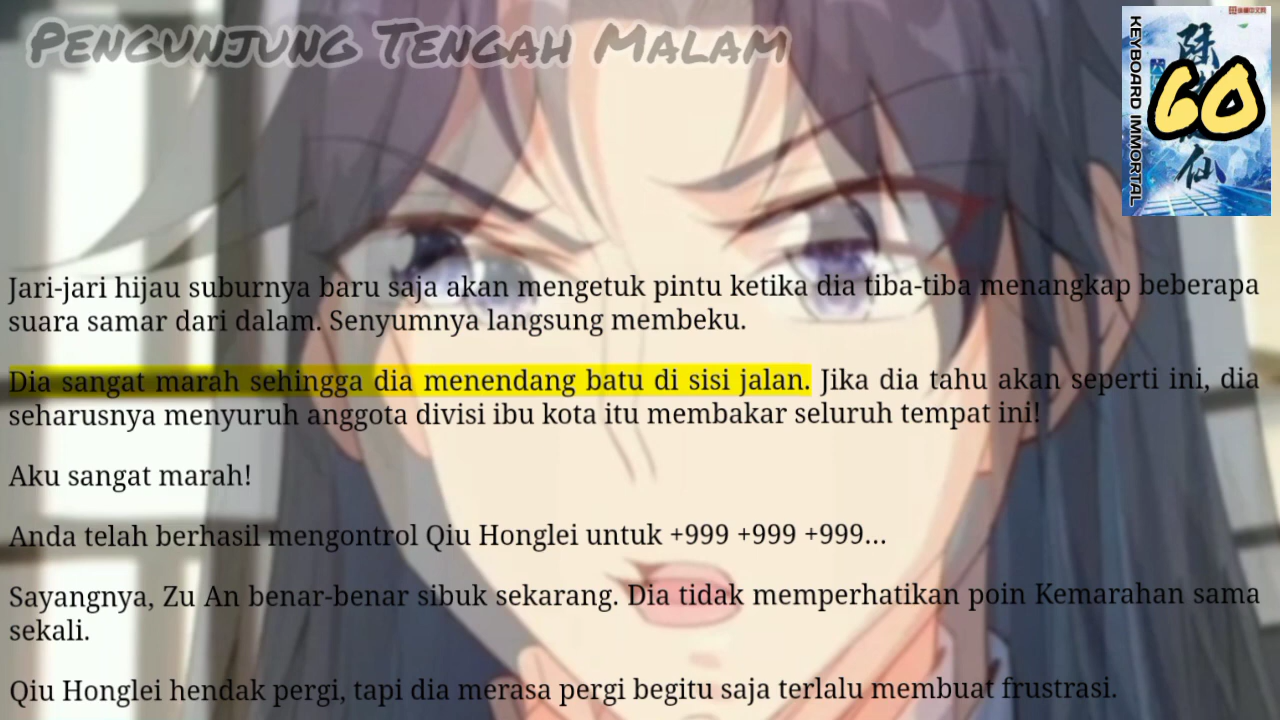 Pengunjung Tengah Malam
KEYBOARD IMMORTAL
60
仙
Jari-jari hijau suburnya baru saja akan mengetuk pintu ketika dia tiba-tiba menangkap beberapa
suara samar dari dalam. Senyumnya langsung membeku.
Dia sangat marah sehingga dia menendang batu di sisi jalan. Jika dia tahu akan seperti ini, dia
seharusnya menyuruh anggota divisi ibu kota itu membakar seluruh tempat ini!
Aku sangat marah!
Anda telah berhasil mengontrol Qiu Honglei untuk +999 +999 +999...
Sayangnya, Zu An benar-benar sibuk sekarang. Dia tidak memperhatikan poin Kemarahan sama
sekali.
Qiu Honglei hendak pergi, tapi dia merasa pergi begitu saja terlalu membuat frustrasi.